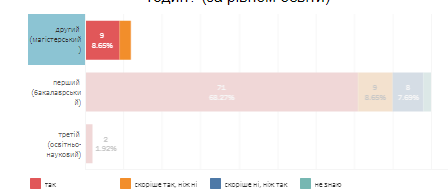 годин? (за рівнем освіти)
другий
(магістерський
)
9
8.65%
перший
(бакалаврськи
й)
71
68.27%
9
8.65%
8
7.69%
третій
(освітньо-
науковий)
2
1.92%
так
скоріше так, ніж ні
скоріше ні, ніж так
не знаю